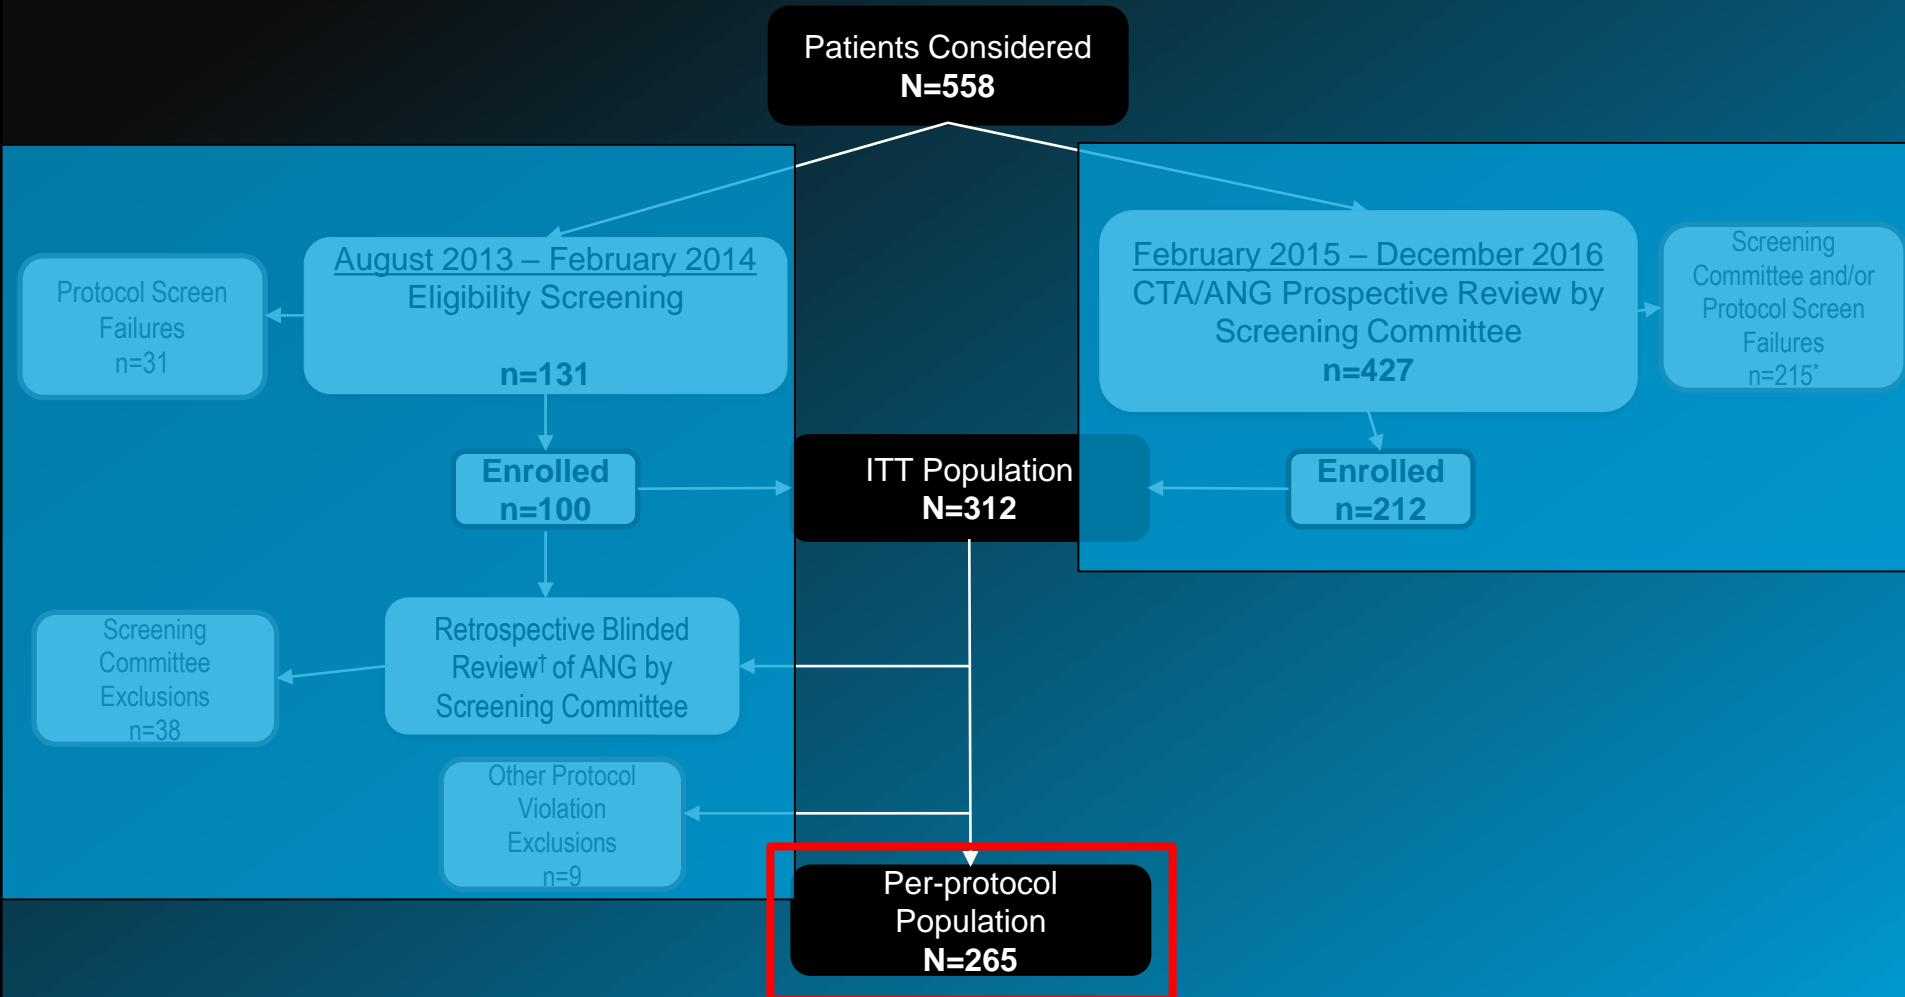 Patients Considered
N=558
August 2013 – February 2014
Eligibility Screening
n=131
Protocol Screen
Failures
n=31
February 2015 – December 2016
CTA/ANG Prospective Review by
Screening Committee
n=427
Screening
Committee and/or
Protocol Screen
Failures
n=215*
Enrolled
n=100
ITT Population
N=312
Enrolled
n=212
Screening
Committee
Exclusions
n=38
Retrospective Blinded
Review† of ANG by
Screening Committee
Other Protocol
Violation
Exclusions
n=9
Per-protocol
Population
N=265